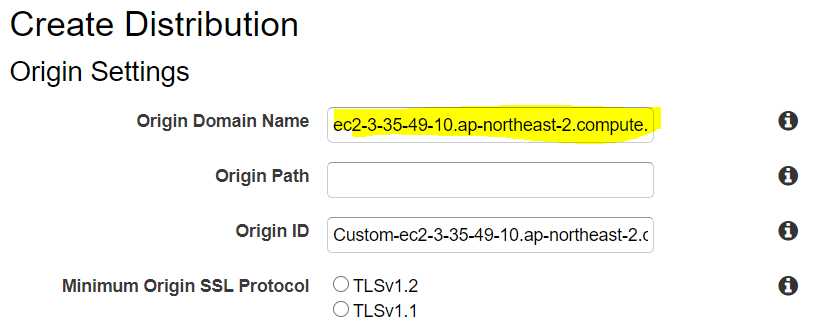 Create Distribution
Origin Settings
Origin Domain Name ec2-3-35-49-10.ap-northeast-2.compute.
Origin Path
Origin ID Custom-ec2-3-35-49-10.ap-northeast-2.c
Minimum Origin SSL Protocol TLSv1.2
TLSv1.1